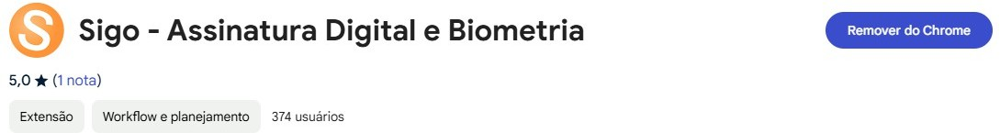 S
Sigo - Assinatura Digital e Biometria
Remover do Chrome
5,0 ★ (1 nota)
Extensão
Workflow e planejamento
374 usuários